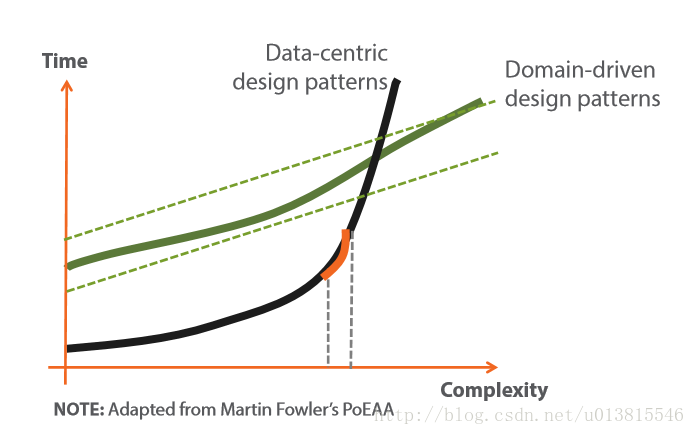 Time
Data-centric
design patterns
Domain-driven
design patterns
Complexity
NOTE: Adapted from Martin Fowler's PoEAA
http://blog.csdn.net/u013815546